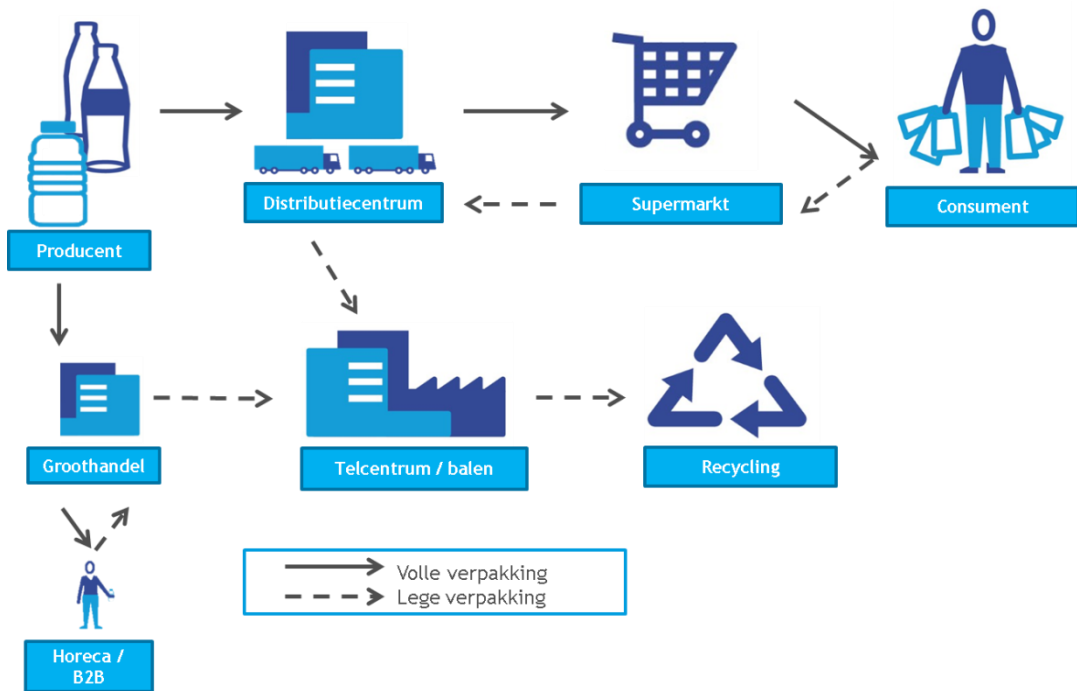 Distributiecentrum
Supermarkt
Consument
Producent
Groothandel
Telcentrum / balen
Recycling
Volle verpakking
Lege verpakking
Horeca /
B2B